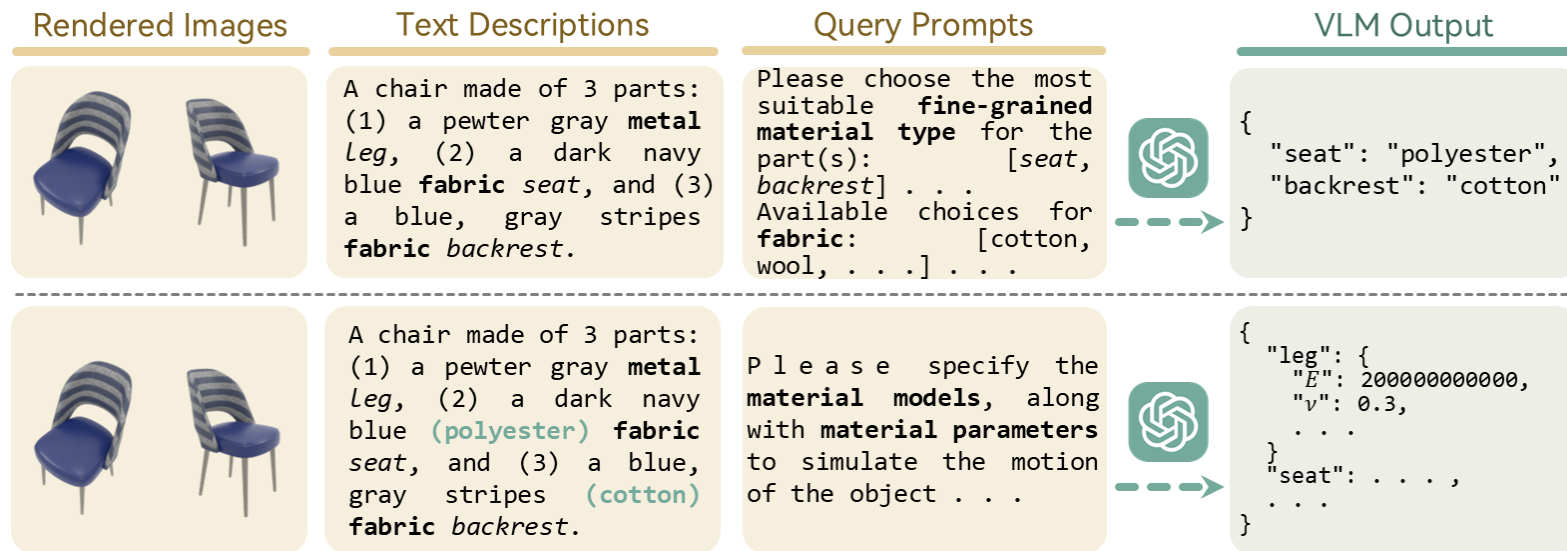 Rendered Images
Text Descriptions
Query Prompts
VLM Output
A chair made of 3 parts:
(1) a pewter gray metal
leg, (2) a dark navy
blue fabric seat, and (3)
a blue, gray stripes
fabric backrest.
Please choose the most
suitable fine-grained
material type for the
part(s): [seat,
backrest] . . .
Available choices for
fabric: [cotton,
wool, . . .] . . .
{
"seat": "polyester",
"backrest": "cotton"
}
A chair made of 3 parts:
(1) a pewter gray metal
leg, (2) a dark navy
blue (polyester) fabric
seat, and (3) a blue,
gray stripes (cotton)
fabric backrest.
Please specify the
material models, along
with material parameters
to simulate the motion
of the object . . .
{
"leg": {
"E": 200000000000,
"ν": 0.3,
. . .
}
"seat": . . . ,
. . .
}